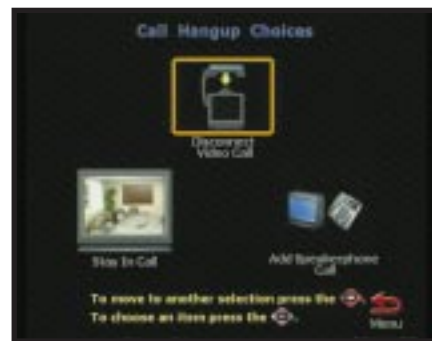 Call Hangup Choices
Disconnect
Video Call
Stay In Call
Add Speakerphone
Call
To move to another selection press the
To choose an item press the
Menu